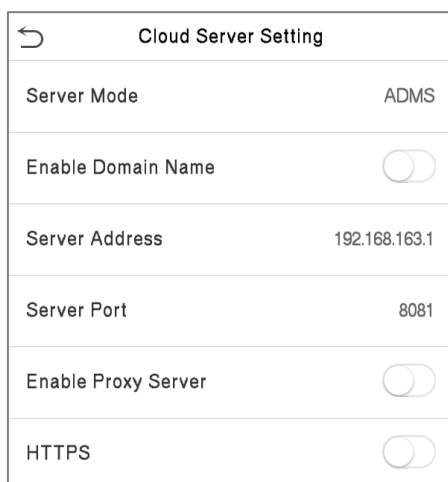 Cloud Server Setting
Server Mode ADMS
Enable Domain Name
Server Address 192.168.163.1
Server Port 8081
Enable Proxy Server
HTTPS